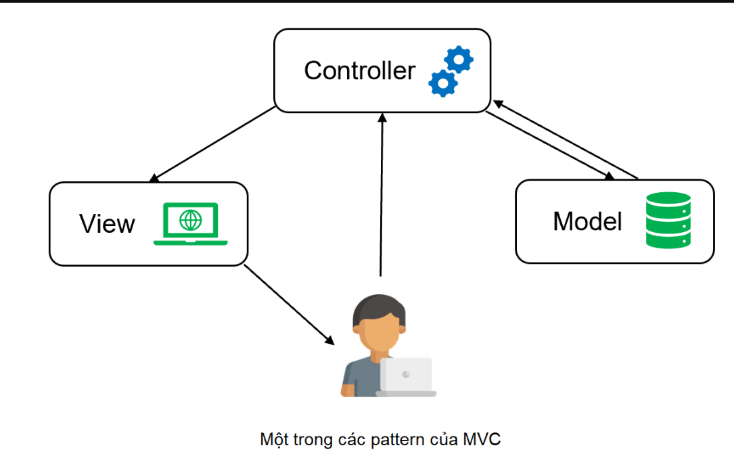 Controller
View
Model
Một trong các pattern của MVC